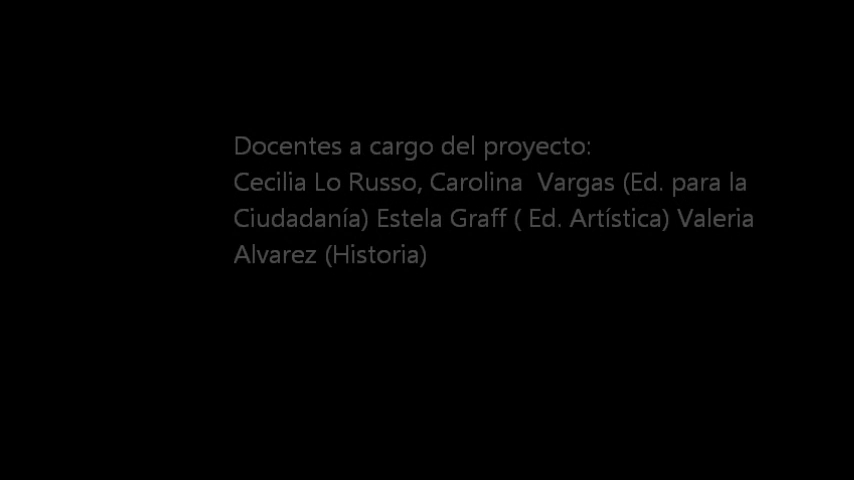 Docentes a cargo del proyecto:
Cecilia Lo Russo, Carolina  Vargas (Ed. para la
Ciudadanía) Estela Graff ( Ed. Artística) Valeria
Alvarez (Historia)